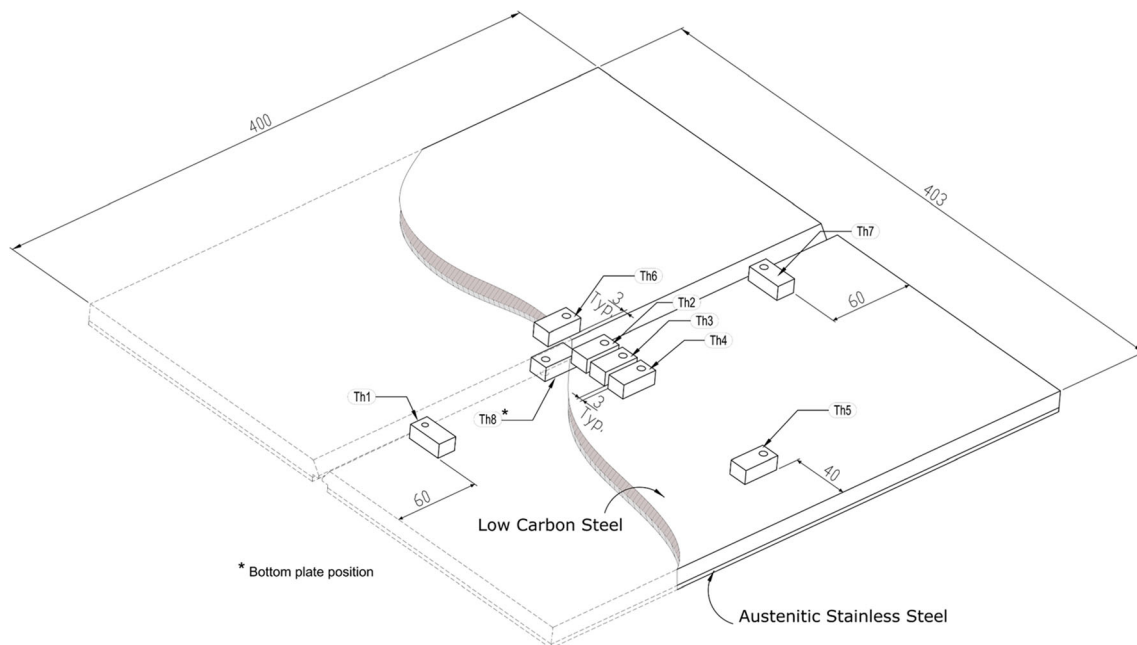 400
403
Th7
Th6
3
Typ.
Th2
60
Th3
Th4
Th1
Th8 *
3
Typ.
Th5
40
60
Low Carbon Steel
* Bottom plate position
Austenitic Stainless Steel